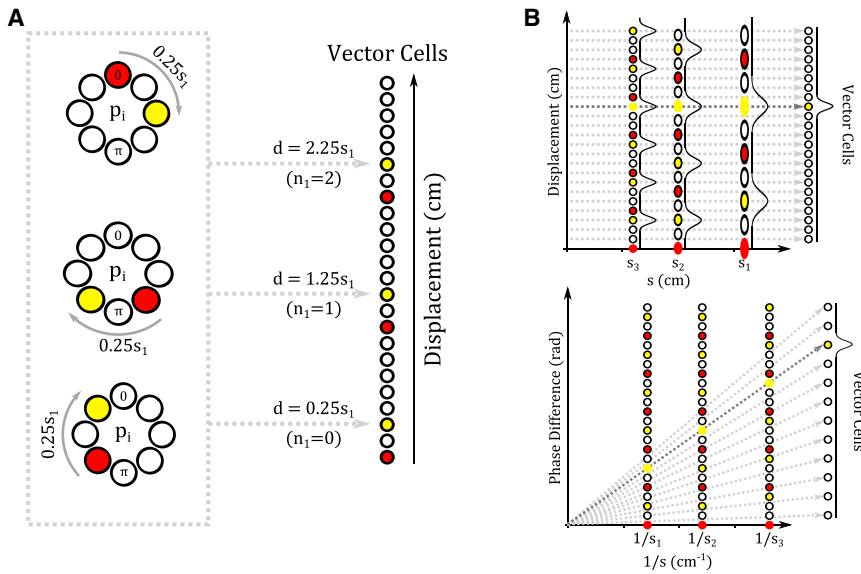 A
0
0.25s₁
pᵢ
π
0
pᵢ
π
0.25s₁
0
0.25s₁
pᵢ
π
Vector Cells
d = 2.25s₁
(n₁=2)
d = 1.25s₁
(n₁=1)
d = 0.25s₁
(n₁=0)
Displacement (cm)
B
Displacement (cm)
s₃
s₂
s₁
s (cm)
Vector Cells
Phase Difference (rad)
1/s₁
1/s₂
1/s₃
1/s (cm⁻¹)
Vector Cells